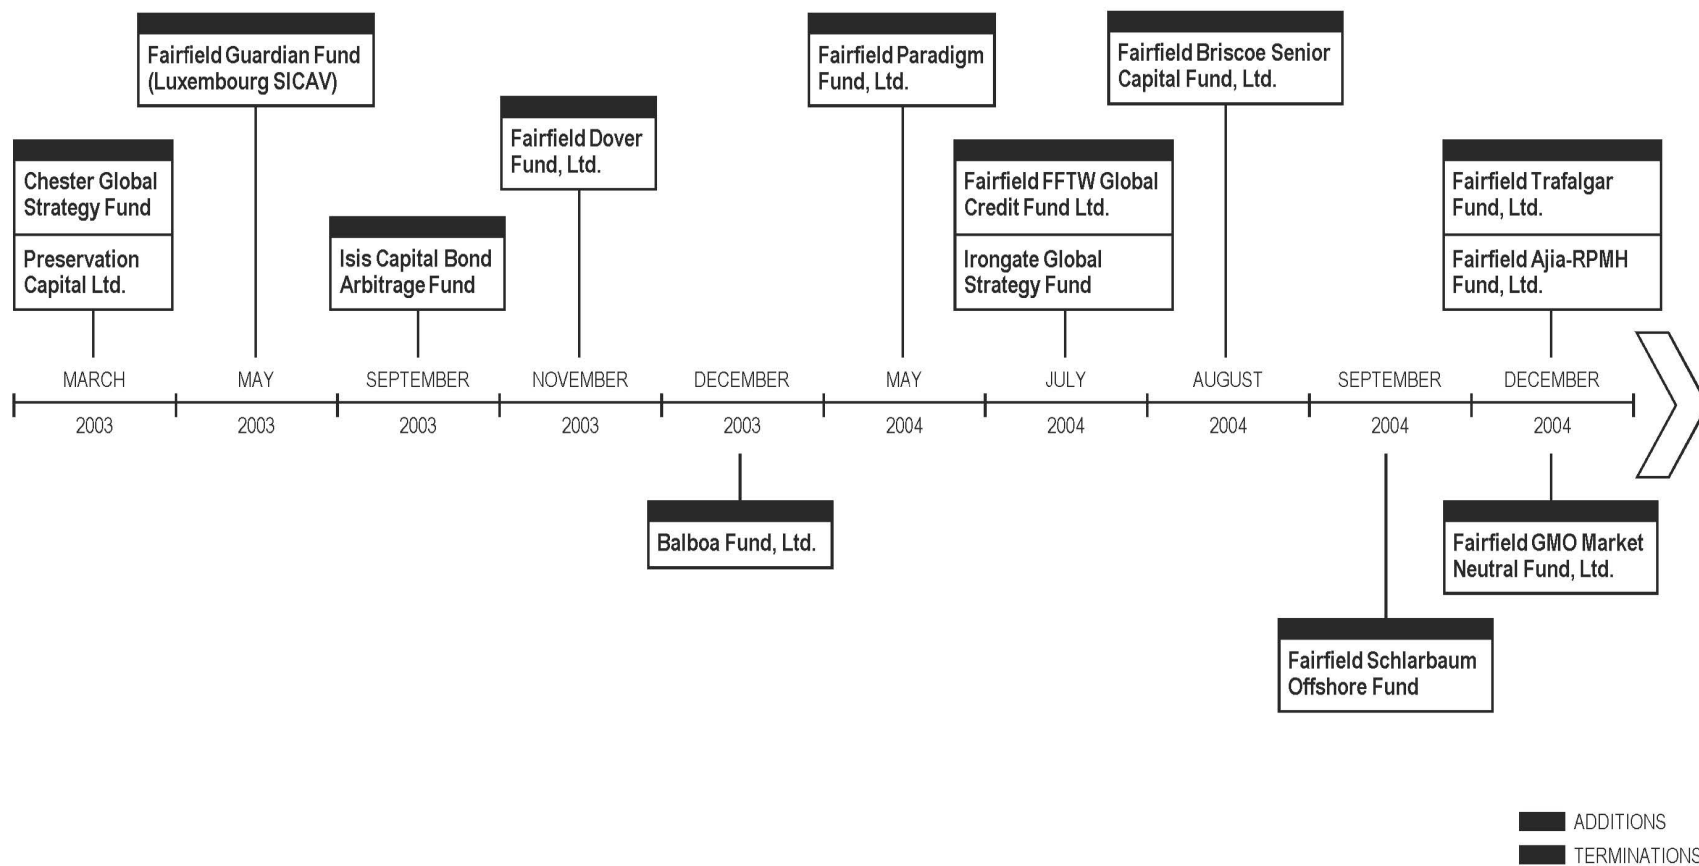 Fairfield Guardian Fund
(Luxembourg SICAV)
Fairfield Paradigm
Fund, Ltd.
Fairfield Briscoe Senior
Capital Fund, Ltd.
Fairfield Dover
Fund, Ltd.
Chester Global
Strategy Fund
Preservation
Capital Ltd.
Isis Capital Bond
Arbitrage Fund
Fairfield FFTW Global
Credit Fund Ltd.
Irongate Global
Strategy Fund
Fairfield Trafalgar
Fund, Ltd.
Fairfield Ajia-RPMH
Fund, Ltd.
MARCH MAY SEPTEMBER NOVEMBER DECEMBER MAY JULY AUGUST SEPTEMBER DECEMBER
2003 2003 2003 2003 2003 2004 2004 2004 2004 2004
Balboa Fund, Ltd.
Fairfield GMO Market
Neutral Fund, Ltd.
Fairfield Schlarbaum
Offshore Fund
ADDITIONS
TERMINATIONS